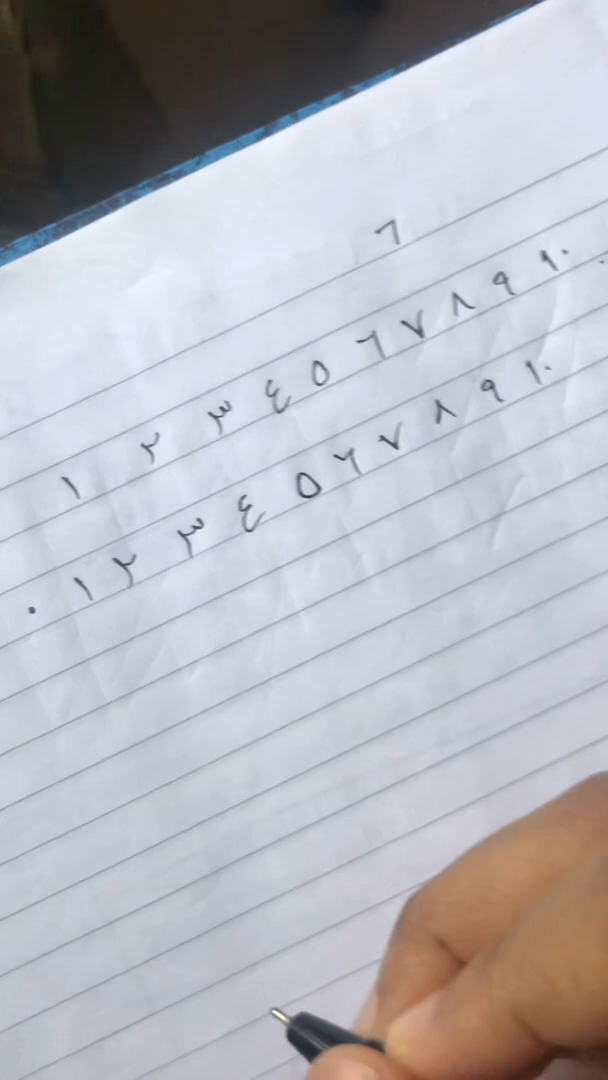 ٦
١ ٢ ٣ ٤ ٥ ٦ ٧ ٨ ٩ ١٠
٠ ١ ٢ ٣ ٤ ٥ ٦ ٧ ٨ ٩ ١٠